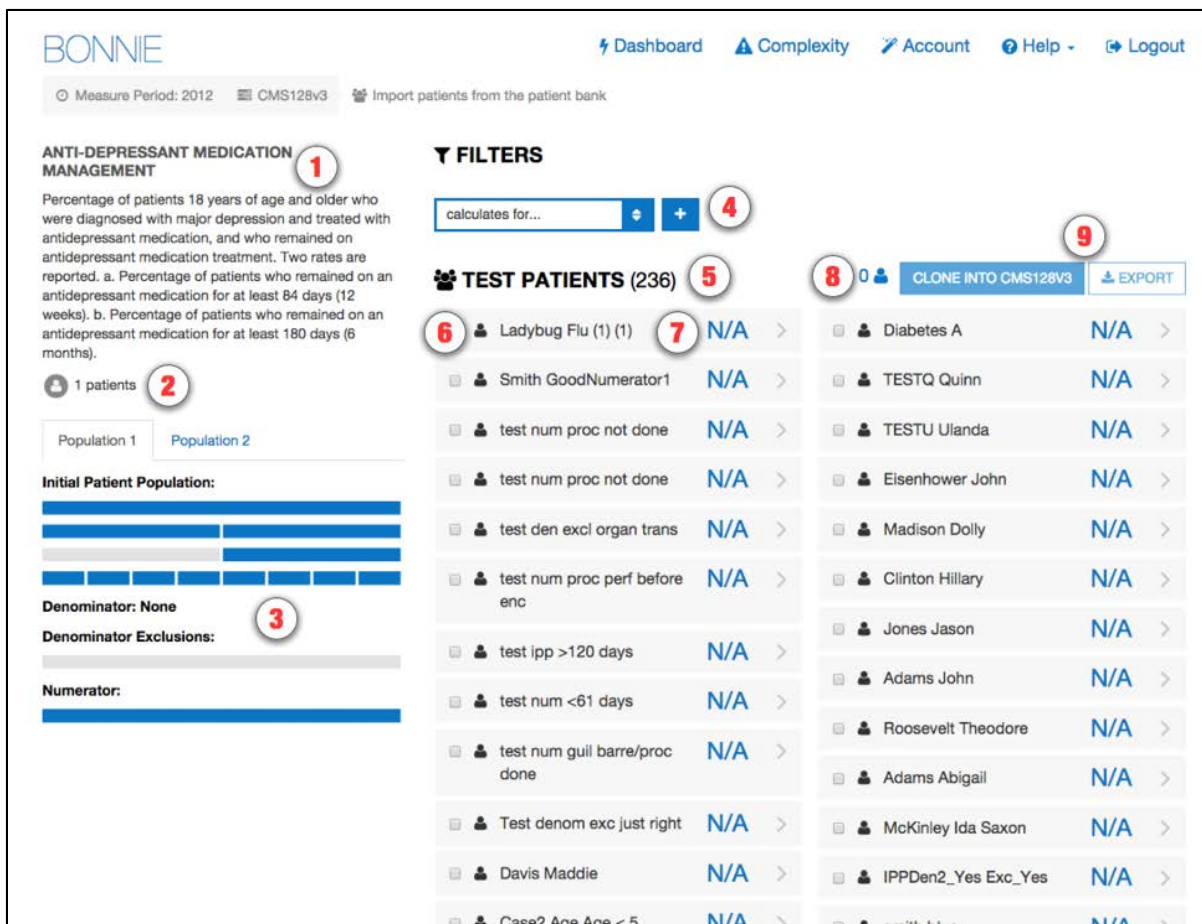 BONNIE
Dashboard
Complexity
Account
Help
Logout
Measure Period: 2012
CMS128v3
Import patients from the patient bank
ANTI-DEPRESSANT MEDICATION
MANAGEMENT
1
Percentage of patients 18 years of age and older who
were diagnosed with major depression and treated with
antidepressant medication, and who remained on
antidepressant medication treatment. Two rates are
reported. a. Percentage of patients who remained on an
antidepressant medication for at least 84 days (12
weeks). b. Percentage of patients who remained on an
antidepressant medication for at least 180 days (6
months).
1 patients
2
Population 1
Population 2
Initial Patient Population:
Denominator: None
3
Denominator Exclusions:
Numerator:
FILTERS
calculates for...
+
4
TEST PATIENTS (236)
5
8
0
CLONE INTO CMS128V3
9
EXPORT
6
Ladybug Flu (1) (1)
7
N/A
Smith GoodNumerator1
N/A
test num proc not done
N/A
test num proc not done
N/A
test den excl organ trans
N/A
test num proc perf before
enc
N/A
test ipp >120 days
N/A
test num <61 days
N/A
test num guil barre/proc
done
N/A
Test denom exc just right
N/A
Davis Maddie
N/A
Case2 Age Age < 5
N/A
Diabetes A
N/A
TESTQ Quinn
N/A
TESTU Ulanda
N/A
Eisenhower John
N/A
Madison Dolly
N/A
Clinton Hillary
N/A
Jones Jason
N/A
Adams John
N/A
Roosevelt Theodore
N/A
Adams Abigail
N/A
McKinley Ida Saxon
N/A
IPPDen2_Yes Exc_Yes
N/A
N/A